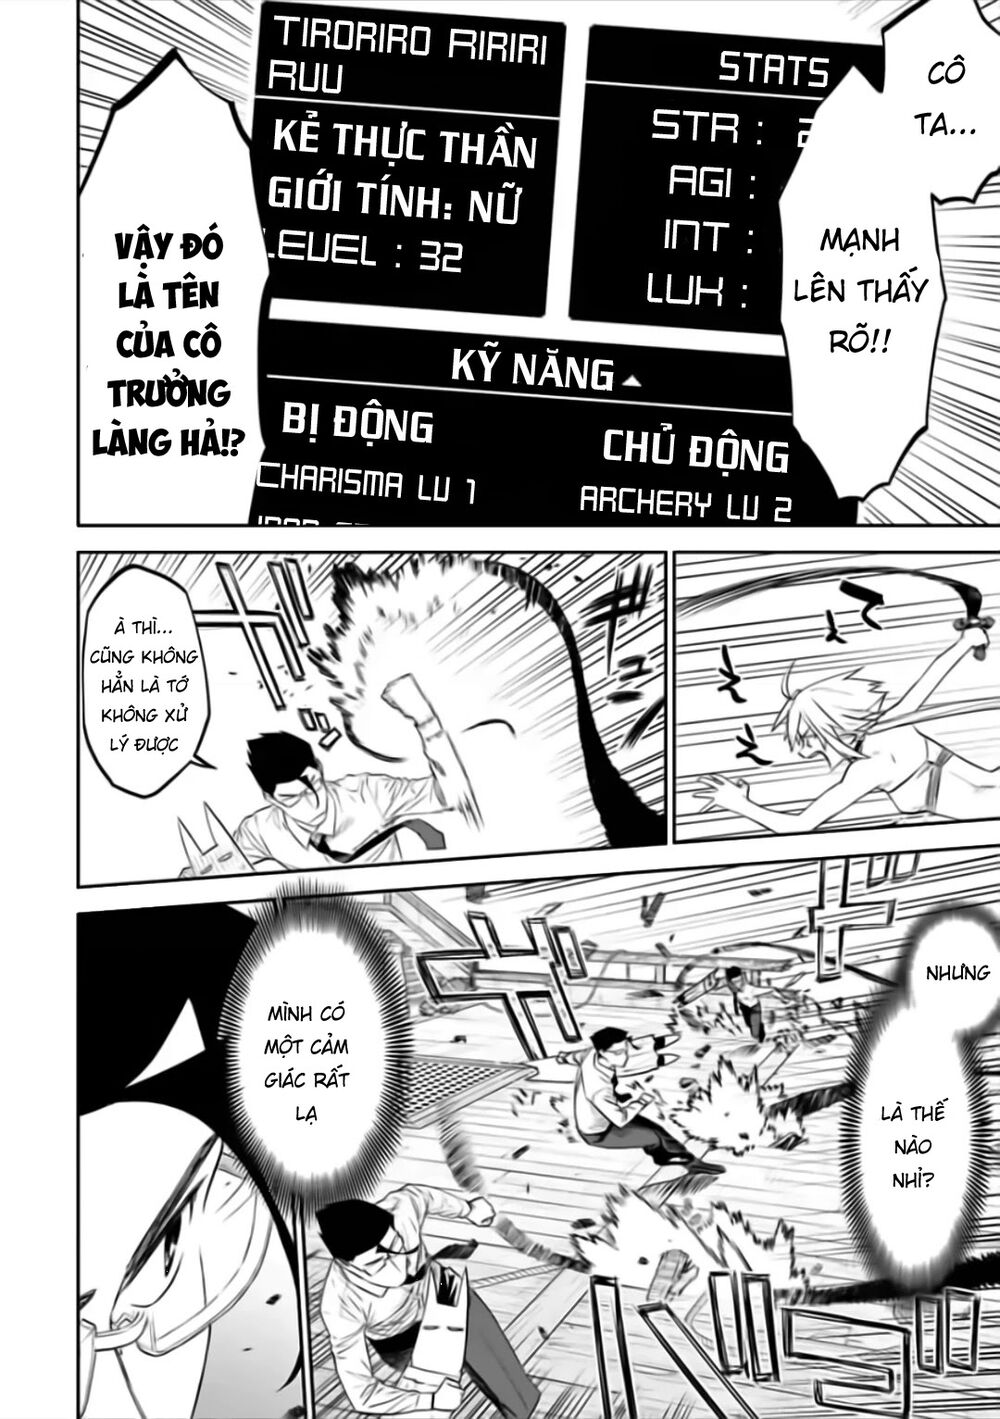 CÔ
TA...
MẠNH
LÊN THẤY
RÕ!!
TIRORIRO RIRIRI
RUU
KẺ THỰC THẦN
GIỚI TÍNH: NỮ
LEVEL : 32
STATS
STR : 2
AGI :
INT :
LUK :
KỸ NĂNG
BỊ ĐỘNG
CHARISMA LV 1
CHỦ ĐỘNG
ARCHERY LV 2
VẬY ĐÓ
LÀ TÊN
CỦA CÔ
TRƯỞNG
LÀNG HẢ!?
À THÌ...
CŨNG KHÔNG
HẲN LÀ TỚ
KHÔNG XỬ
LÝ ĐƯỢC
NHƯNG
LÀ THẾ
NÀO
NHỈ?
MÌNH CÓ
MỘT CẢM
GIÁC RẤT
LẠ